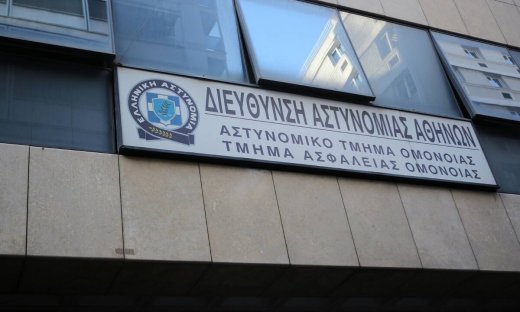 ΕΛΛΗΝΙΚΗ ΑΣΤΥΝΟΜΙΑ
ΔΙΕΥΘΥΝΣΗ ΑΣΤΥΝΟΜΙΑΣ ΑΘΗΝΩΝ
ΑΣΤΥΝΟΜΙΚΟ ΤΜΗΜΑ ΟΜΟΝΟΙΑΣ
ΤΜΗΜΑ ΑΣΦΑΛΕΙΑΣ ΟΜΟΝΟΙΑΣ